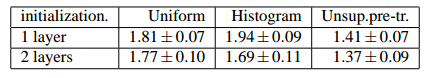 initialization. Uniform Histogram Unsup.pre-tr.
1 layer 1.81 ± 0.07 1.94 ± 0.09 1.41 ± 0.07
2 layers 1.77 ± 0.10 1.69 ± 0.11 1.37 ± 0.09